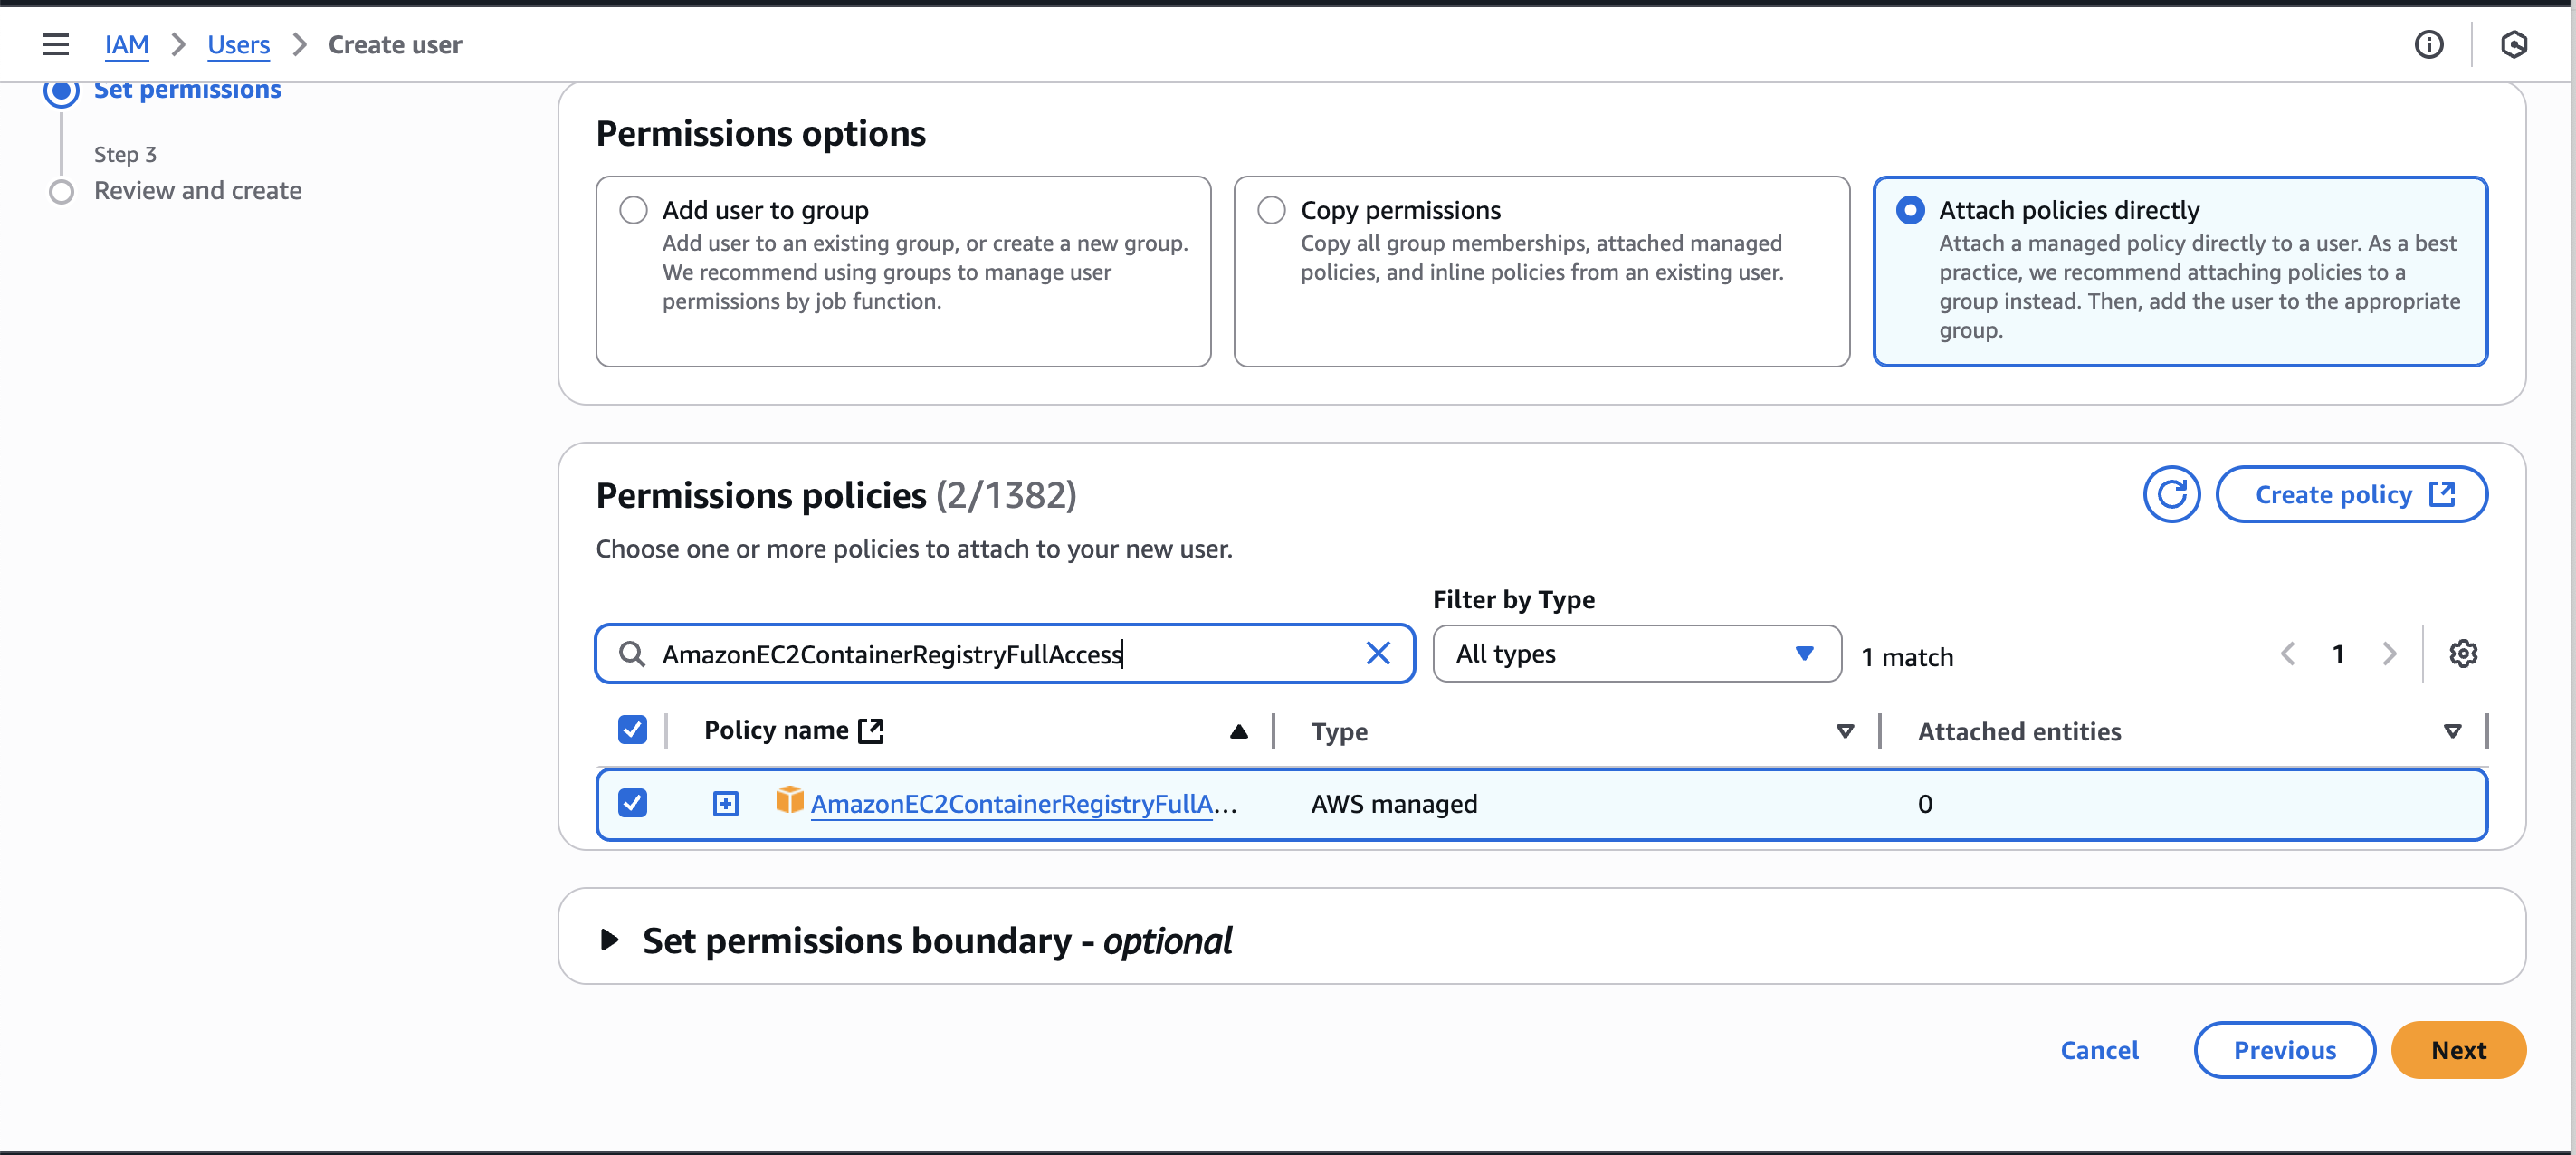 IAM > Users > Create user
Set permissions
Step 3
Review and create
Permissions options
Add user to group
Add user to an existing group, or create a new group.
We recommend using groups to manage user
permissions by job function.
Copy permissions
Copy all group memberships, attached managed
policies, and inline policies from an existing user.
Attach policies directly
Attach a managed policy directly to a user. As a best
practice, we recommend attaching policies to a
group instead. Then, add the user to the appropriate
group.
Permissions policies (2/1382)
Create policy
Choose one or more policies to attach to your new user.
Filter by Type
AmazonEC2ContainerRegistryFullAccess
All types
1 match
1
Policy name
Type
Attached entities
AmazonEC2ContainerRegistryFullA...
AWS managed
0
Set permissions boundary - optional
Cancel
Previous
Next